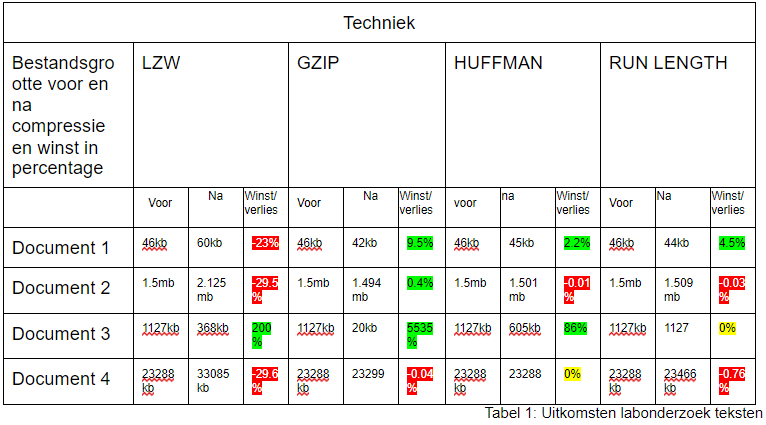 Techniek
Bestandsgro
otte voor en
na
compressie
en winst in
percentage
LZW
GZIP
HUFFMAN
RUN LENGTH
Voor
Na
Winst/
verlies
Voor
Na
Winst/
verlies
voor
na
Winst/
verlies
Voor
Na
Winst/
verlies
Document 1
46kb
60kb
-23%
46kb
42kb
9.5%
46kb
45kb
2.2%
46kb
44kb
4.5%
Document 2
1.5mb
2.125
mb
-29.5
%
1.5mb
1.494
mb
0.4%
1.5mb
1.501
mb
-0.01
%
1.5mb
1.509
mb
-0.03
%
Document 3
1127kb
368kb
200
%
1127kb
20kb
5535
%
1127kb
605kb
86%
1127kb
1127
0%
Document 4
23288
kb
33085
kb
-29.6
%
23288
kb
23299
-0.04
%
23288
kb
23288
0%
23288
kb
23466
kb
-0.76
%
Tabel 1: Uitkomsten labonderzoek teksten